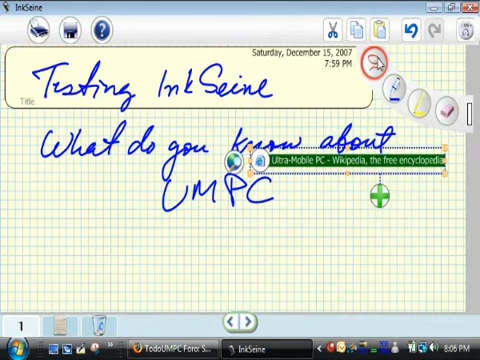 InkSeine
Saturday, December 15, 2007
7:59 PM
Testing InkSeine
Title
What do you know about
Ultra-Mobile PC - Wikipedia, the free encyclopedia
UMPC
1
TodoUMPC Foro: S...
InkSeine
8:06 PM